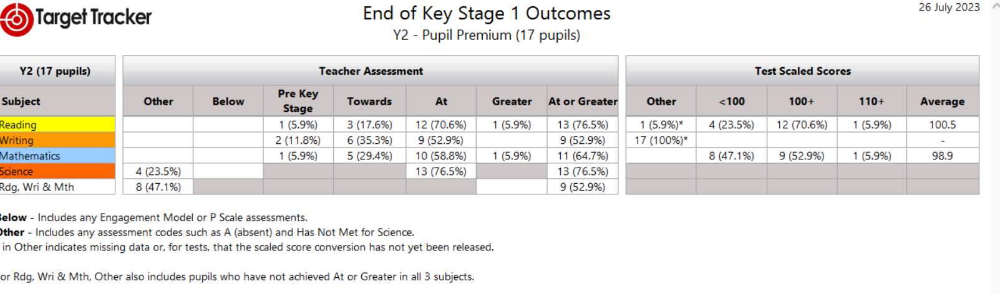 Target Tracker
End of Key Stage 1 Outcomes
26 July 2023
Y2 - Pupil Premium (17 pupils)
Y2 (17 pupils) Teacher Assessment Test Scaled Scores
Subject Other Below Pre Key Stage Towards At Greater At or Greater Other <100 100+ 110+ Average
Reading 1 (5.9%) 3 (17.6%) 12 (70.6%) 1 (5.9%) 13 (76.5%) 1 (5.9%)* 4 (23.5%) 12 (70.6%) 1 (5.9%) 100.5
Writing 2 (11.8%) 6 (35.3%) 9 (52.9%) 9 (52.9%) 17 (100%)* -
Mathematics 1 (5.9%) 5 (29.4%) 10 (58.8%) 1 (5.9%) 11 (64.7%) 8 (47.1%) 9 (52.9%) 1 (5.9%) 98.9
Science 4 (23.5%) 13 (76.5%) 13 (76.5%)
Rdg, Wri & Mth 8 (47.1%) 9 (52.9%)
Below - Includes any Engagement Model or P Scale assessments.
Other - Includes any assessment codes such as A (absent) and Has Not Met for Science.
in Other indicates missing data or, for tests, that the scaled score conversion has not yet been released.
or Rdg, Wri & Mth, Other also includes pupils who have not achieved At or Greater in all 3 subjects.